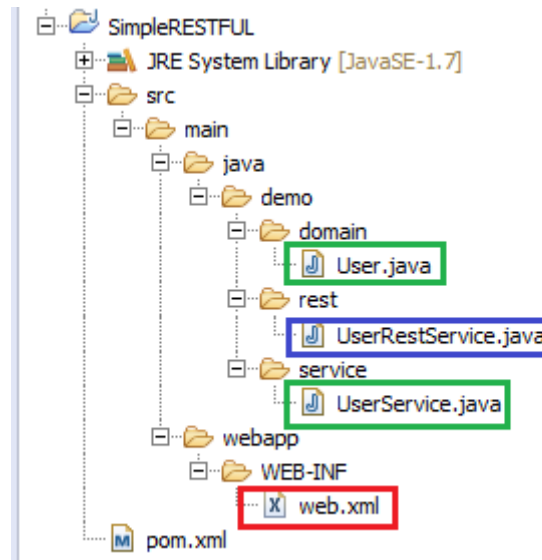 SimpleRESTFUL
JRE System Library [JavaSE-1.7]
src
main
java
demo
domain
User.java
rest
UserRestService.java
service
UserService.java
webapp
WEB-INF
web.xml
pom.xml